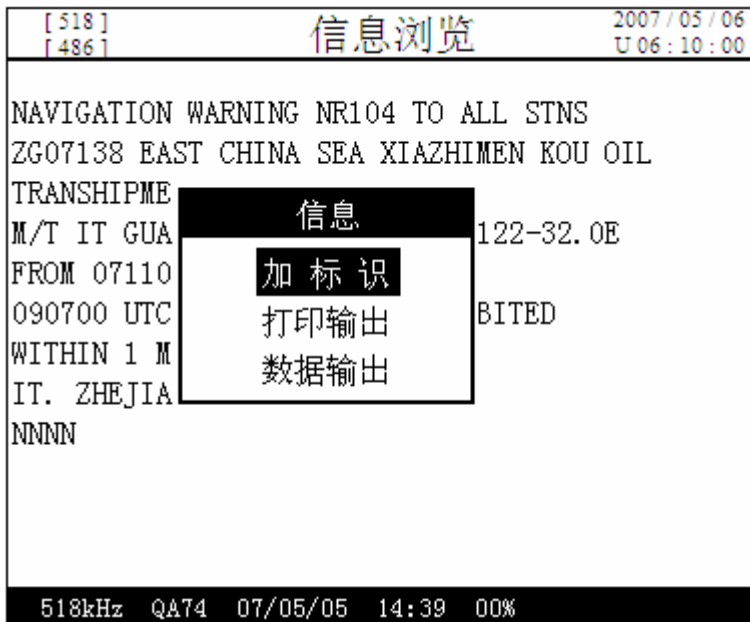 [ 518 ]
[ 486 ]
信息浏览
2007 / 05 / 06
U 06 : 10 : 00
NAVIGATION WARNING NR104 TO ALL STNS
ZG07138 EAST CHINA SEA XIAZHIMEN KOU OIL
TRANSHIPME
M/T IT GUA 122-32.0E
FROM 07110
090700 UTC BITED
WITHIN 1 M
IT. ZHEJIA
NNNN
信息
加 标 识
打印输出
数据输出
518kHz QA74 07/05/05 14:39 00%